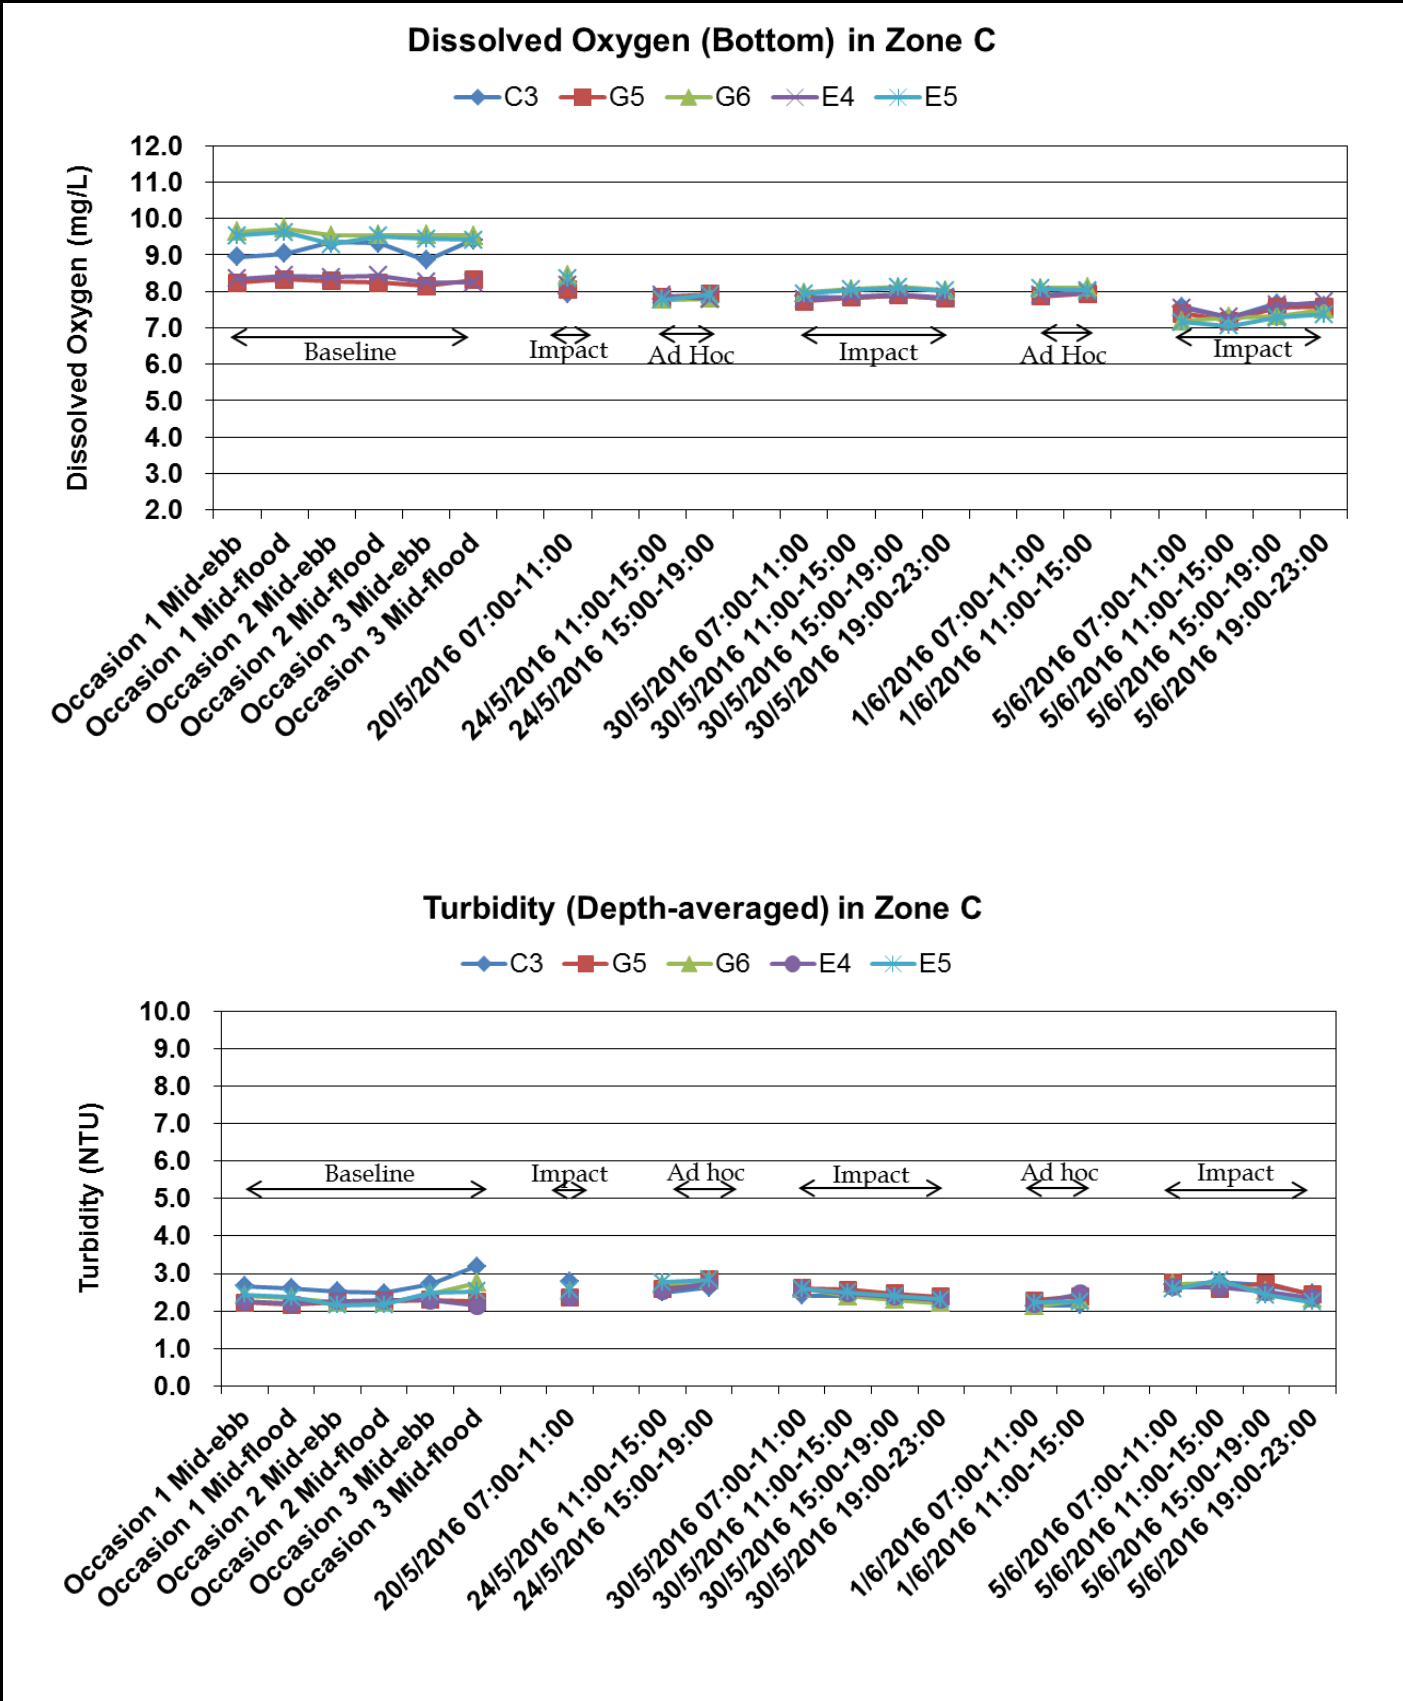 Dissolved Oxygen (Bottom) in Zone C
C3 G5 G6 E4 E5
Dissolved Oxygen (mg/L)
12.0
11.0
10.0
9.0
8.0
7.0
6.0
5.0
4.0
3.0
2.0
Baseline
Impact
Ad Hoc
Impact
Ad Hoc
Impact
Occasion 1 Mid-ebb
Occasion 1 Mid-flood
Occasion 2 Mid-ebb
Occasion 2 Mid-flood
Occasion 3 Mid-ebb
Occasion 3 Mid-flood
20/5/2016 07:00-11:00
24/5/2016 11:00-15:00
24/5/2016 15:00-19:00
30/5/2016 07:00-11:00
30/5/2016 11:00-15:00
30/5/2016 15:00-19:00
30/5/2016 19:00-23:00
1/6/2016 07:00-11:00
1/6/2016 11:00-15:00
5/6/2016 07:00-11:00
5/6/2016 11:00-15:00
5/6/2016 15:00-19:00
5/6/2016 19:00-23:00
Turbidity (Depth-averaged) in Zone C
C3 G5 G6 E4 E5
Turbidity (NTU)
10.0
9.0
8.0
7.0
6.0
5.0
4.0
3.0
2.0
1.0
0.0
Baseline
Impact
Ad hoc
Impact
Ad hoc
Impact
Occasion 1 Mid-ebb
Occasion 1 Mid-flood
Occasion 2 Mid-ebb
Occasion 2 Mid-flood
Occasion 3 Mid-ebb
Occasion 3 Mid-flood
20/5/2016 07:00-11:00
24/5/2016 11:00-15:00
24/5/2016 15:00-19:00
30/5/2016 07:00-11:00
30/5/2016 11:00-15:00
30/5/2016 15:00-19:00
30/5/2016 19:00-23:00
1/6/2016 07:00-11:00
1/6/2016 11:00-15:00
5/6/2016 07:00-11:00
5/6/2016 11:00-15:00
5/6/2016 15:00-19:00
5/6/2016 19:00-23:00